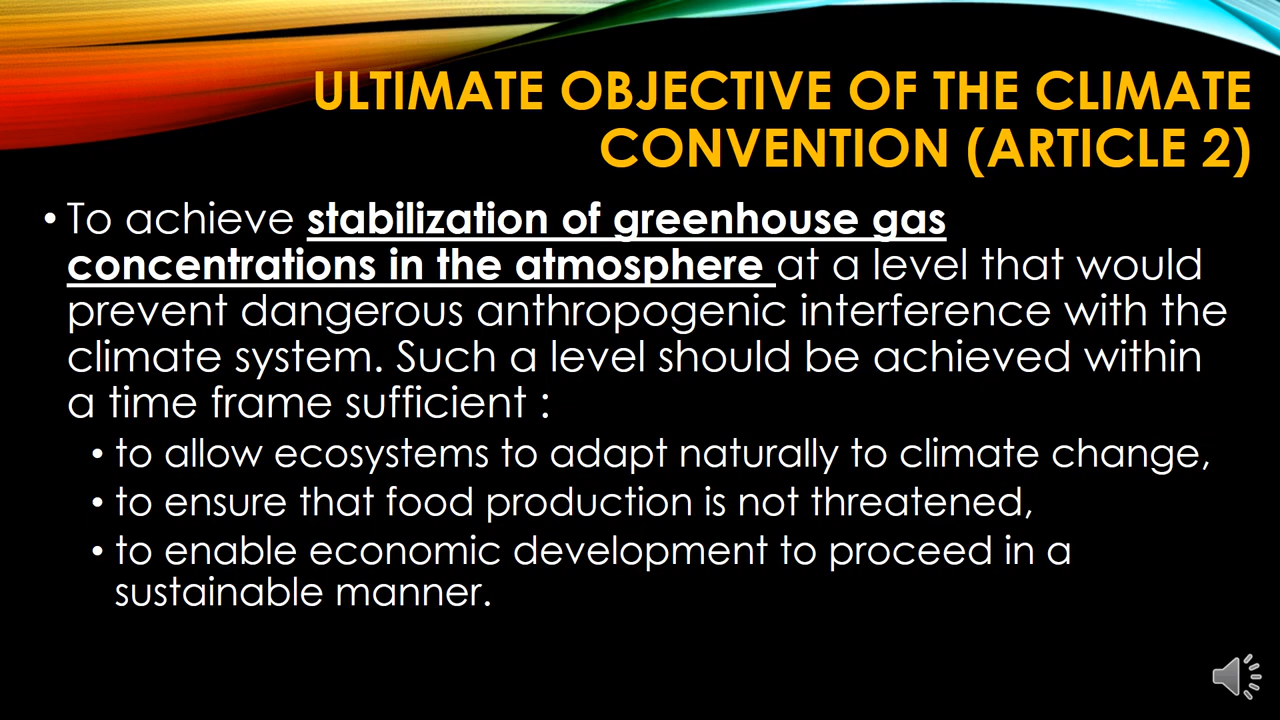 ULTIMATE OBJECTIVE OF THE CLIMATE
CONVENTION (ARTICLE 2)
• To achieve stabilization of greenhouse gas
concentrations in the atmosphere at a level that would
prevent dangerous anthropogenic interference with the
climate system. Such a level should be achieved within
a time frame sufficient :
• to allow ecosystems to adapt naturally to climate change,
• to ensure that food production is not threatened,
• to enable economic development to proceed in a
sustainable manner.